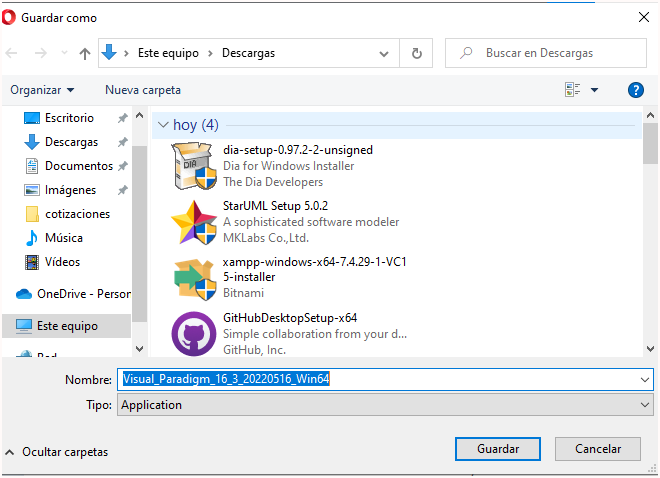 Guardar como
Este equipo > Descargas
Buscar en Descargas
Organizar
Nueva carpeta
?
Escritorio
Descargas
Documentos
Imágenes
cotizaciones
Música
Vídeos
OneDrive - Person
Este equipo
hoy (4)
dia-setup-0.97.2-2-unsigned
Dia for Windows Installer
The Dia Developers
DIA
StarUML Setup 5.0.2
A sophisticated software modeler
MKLabs Co.,Ltd.
xampp-windows-x64-7.4.29-1-VC1
5-installer
Bitnami
GitHubDesktopSetup-x64
Simple collaboration from your d...
GitHub, Inc.
Nombre: Visual_Paradigm_16_3_20220516_Win64
Tipo: Application
Ocultar carpetas
Guardar
Cancelar